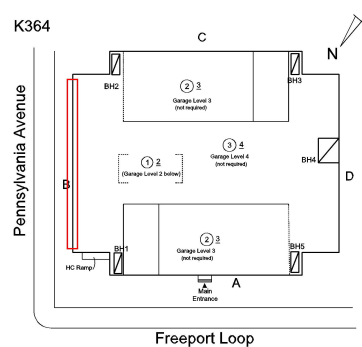 K364
C
N
BH2
BH3
2 3
Garage Level 3
(not required)
3 4
Garage Level 4
(not required)
BH4
1 2
(Garage Level 2 below)
Pennsylvania Avenue
B
D
2 3
Garage Level 3
(not required)
BH1
BH5
HC Ramp
A
Main
Entrance
Freeport Loop